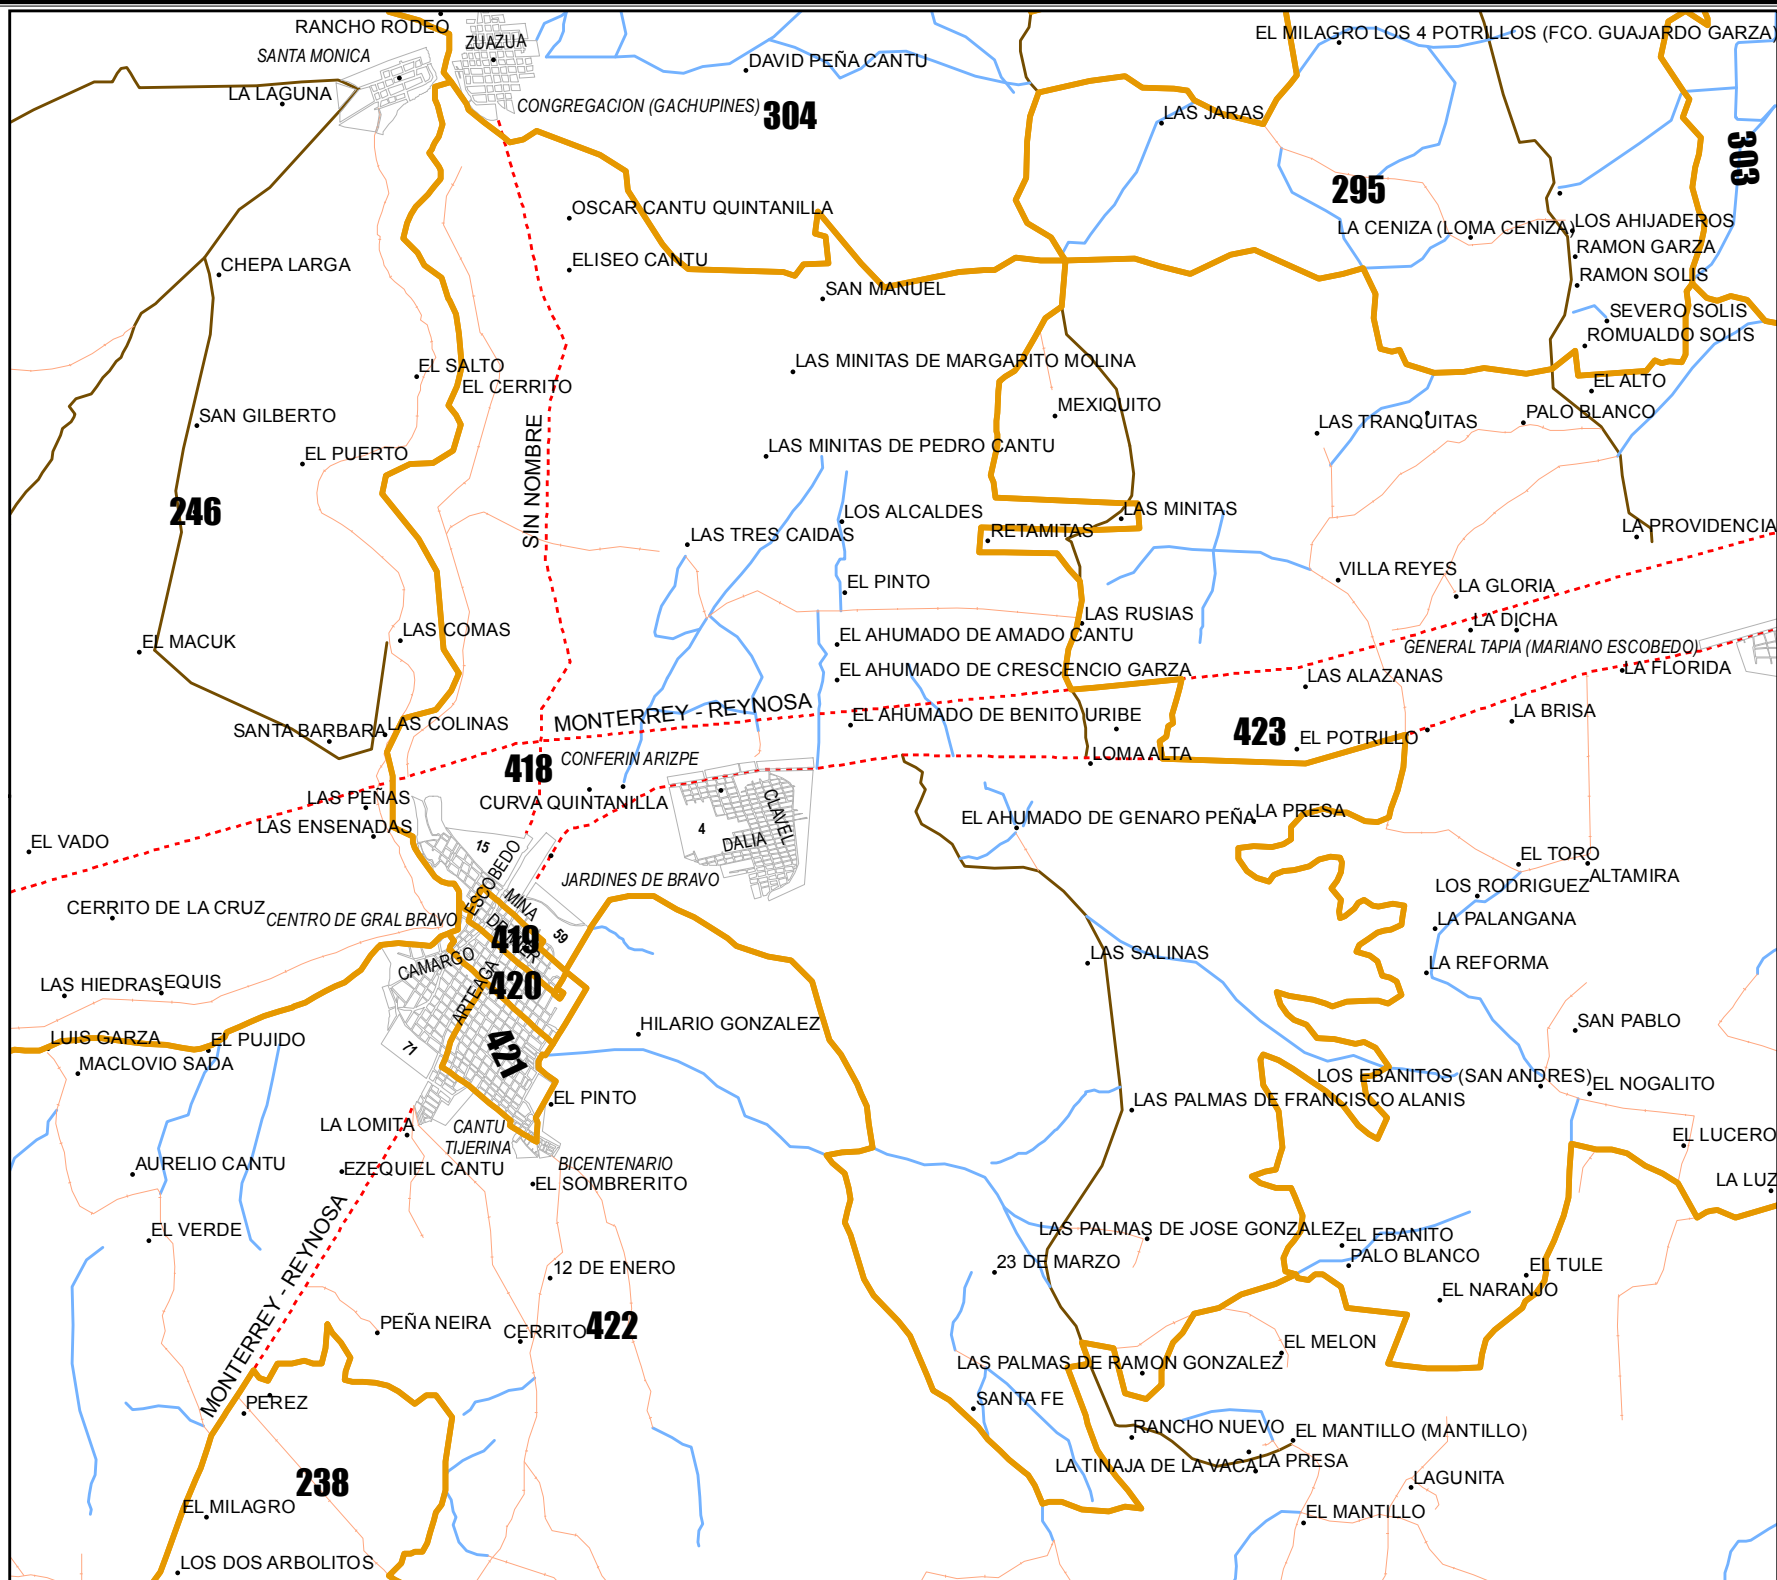 RANCHO RODEO
ZUAZUA
EL MILAGRO LOS 4 POTRILLOS (FCO. GUAJARDO GARZA)
SANTA MONICA
DAVID PEÑA CANTU
LA LAGUNA
CONGREGACION (GACHUPINES)
304
LAS JARAS
303
295
OSCAR CANTU QUINTANILLA
LA CENIZA (LOMA CENIZA)
LOS AHIJADEROS
RAMON GARZA
CHEPA LARGA
ELISEO CANTU
RAMON SOLIS
SAN MANUEL
SEVERO SOLIS
ROMUALDO SOLIS
EL SALTO
LAS MINITAS DE MARGARITO MOLINA
EL CERRITO
EL ALTO
SAN GILBERTO
MEXIQUITO
LAS TRANQUITAS
PALO BLANCO
EL PUERTO
LAS MINITAS DE PEDRO CANTU
SIN NOMBRE
246
LOS ALCALDES
LAS MINITAS
LAS TRES CAIDAS
RETAMITAS
LA PROVIDENCIA
EL PINTO
VILLA REYES
LA GLORIA
LAS RUSIAS
LA DICHA
LAS COMAS
EL MACUK
EL AHUMADO DE AMADO CANTU
GENERAL TAPIA (MARIANO ESCOBEDO)
EL AHUMADO DE CRESCENCIO GARZA
LAS ALAZANAS
LA FLORIDA
MONTERREY - REYNOSA
SANTA BARBARA
LAS COLINAS
EL AHUMADO DE BENITO URIBE
LA BRISA
423
EL POTRILLO
418
CONFERIN ARIZPE
LOMA ALTA
LAS PEÑAS
CURVA QUINTANILLA
CLAVEL
LAS ENSENADAS
4
DALIA
EL AHUMADO DE GENARO PEÑA
LA PRESA
EL VADO
15
ESCOBEDO
EL TORO
ALTAMIRA
JARDINES DE BRAVO
LOS RODRIGUEZ
CERRITO DE LA CRUZ
CENTRO DE GRAL BRAVO
MINA
59
LA PALANGANA
419
CAMARGO
ARTEAGA
420
LAS SALINAS
LA REFORMA
LAS HIEDRAS
EQUIS
LUIS GARZA
EL PUJIDO
71
421
HILARIO GONZALEZ
SAN PABLO
MACLOVIO SADA
LOS EBANITOS (SAN ANDRES)
EL NOGALITO
EL PINTO
LAS PALMAS DE FRANCISCO ALANIS
LA LOMITA
CANTU
TIJERINA
EL LUCERO
AURELIO CANTU
EZEQUIEL CANTU
BICENTENARIO
EL SOMBRERITO
LA LUZ
EL VERDE
MONTERREY - REYNOSA
LAS PALMAS DE JOSE GONZALEZ
EL EBANITO
PALO BLANCO
12 DE ENERO
23 DE MARZO
EL TULE
EL NARANJO
PEÑA NEIRA
CERRITO
422
EL MELON
LAS PALMAS DE RAMON GONZALEZ
PEREZ
SANTA FE
RANCHO NUEVO
EL MANTILLO (MANTILLO)
LA TINAJA DE LA VACA
LA PRESA
238
LAGUNITA
EL MILAGRO
EL MANTILLO
LOS DOS ARBOLITOS